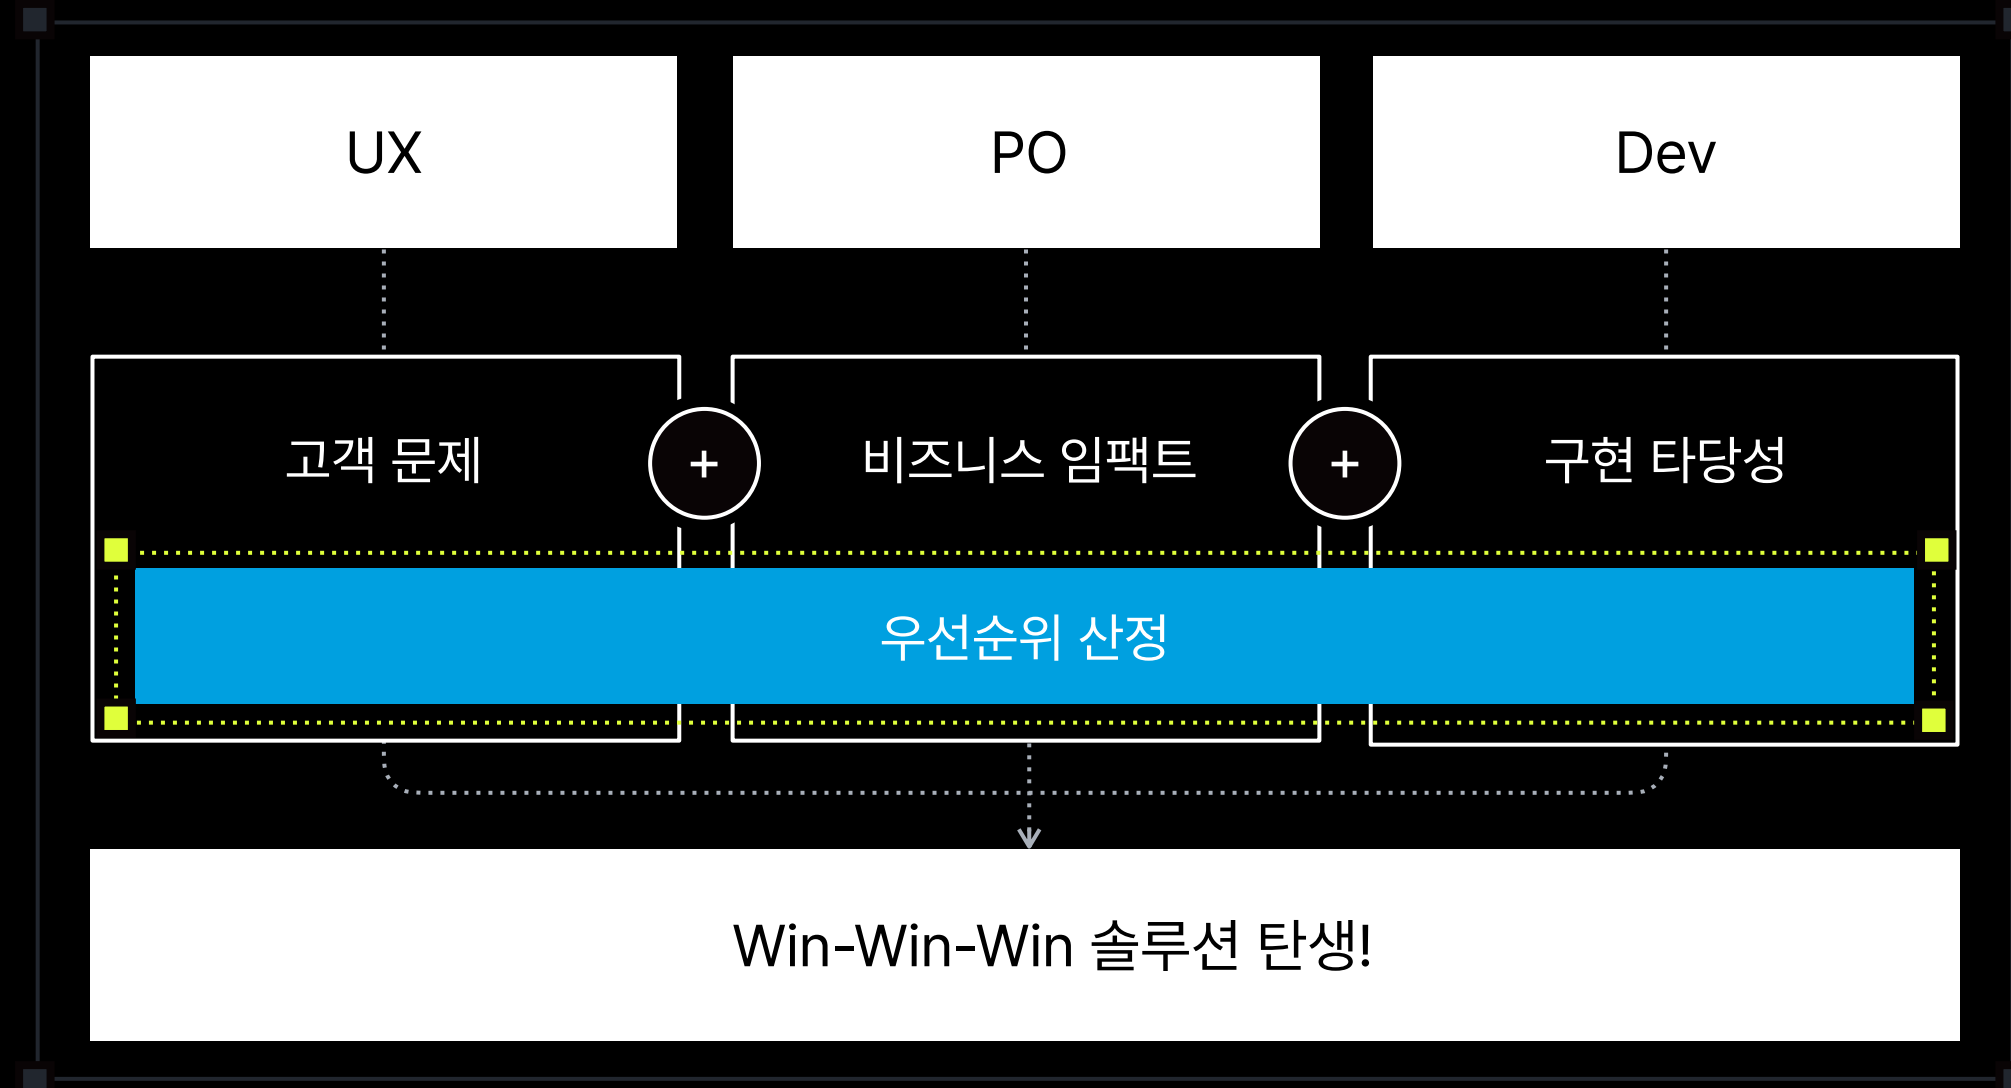 UX
PO
Dev
고객 문제
+
비즈니스 임팩트
+
구현 타당성
우선순위 산정
Win-Win-Win 솔루션 탄생!